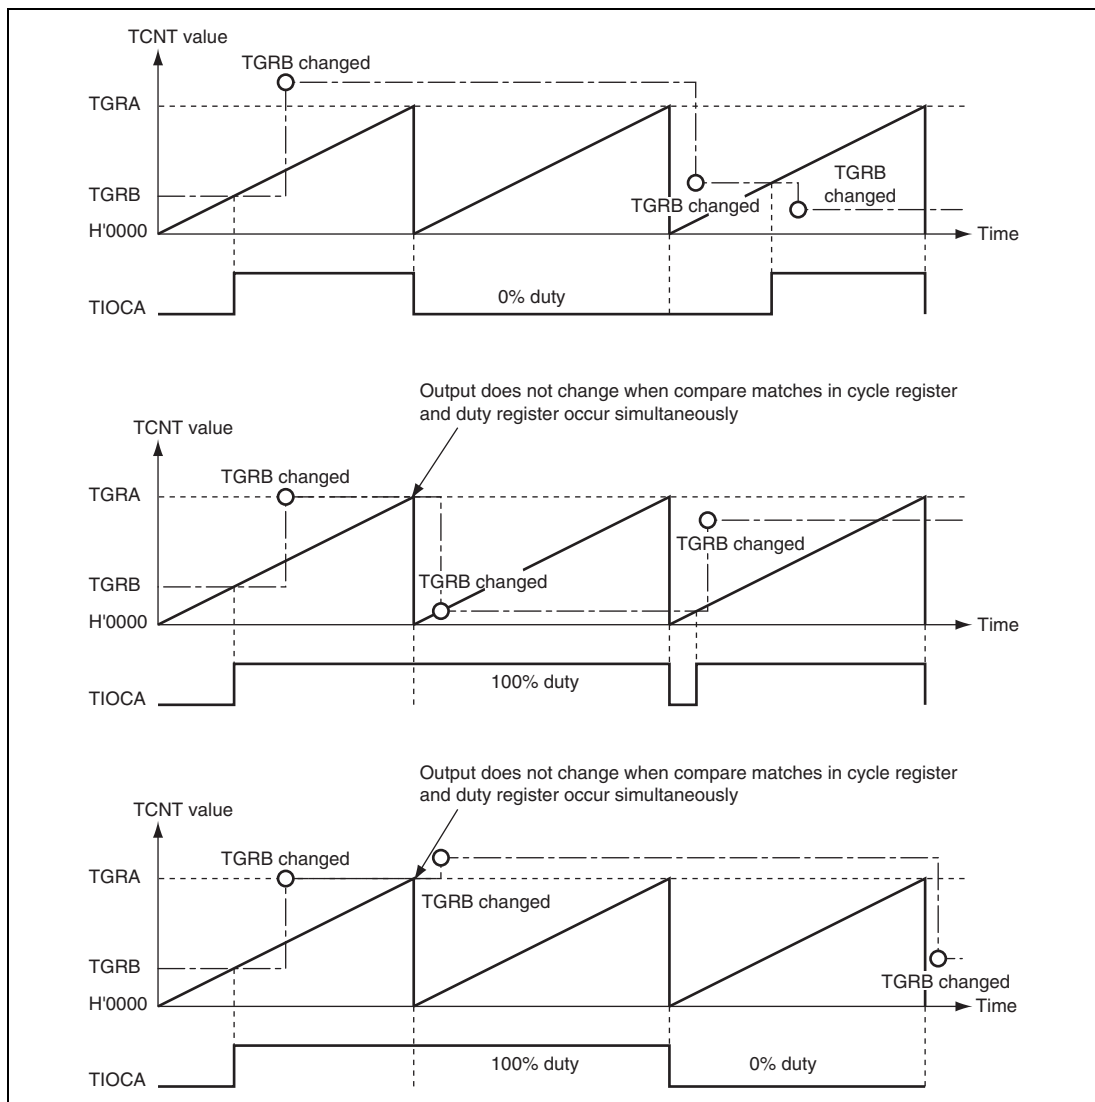 TCNT value
TGRB changed
TGRA
TGRB
changed
TGRB
TGRB changed
H'0000
Time
0% duty
TIOCA
Output does not change when compare matches in cycle register
and duty register occur simultaneously
TCNT value
TGRB changed
TGRA
TGRB changed
TGRB
TGRB changed
H'0000
Time
100% duty
TIOCA
Output does not change when compare matches in cycle register
and duty register occur simultaneously
TCNT value
TGRB changed
TGRA
TGRB changed
TGRB
TGRB changed
H'0000
Time
100% duty
0% duty
TIOCA